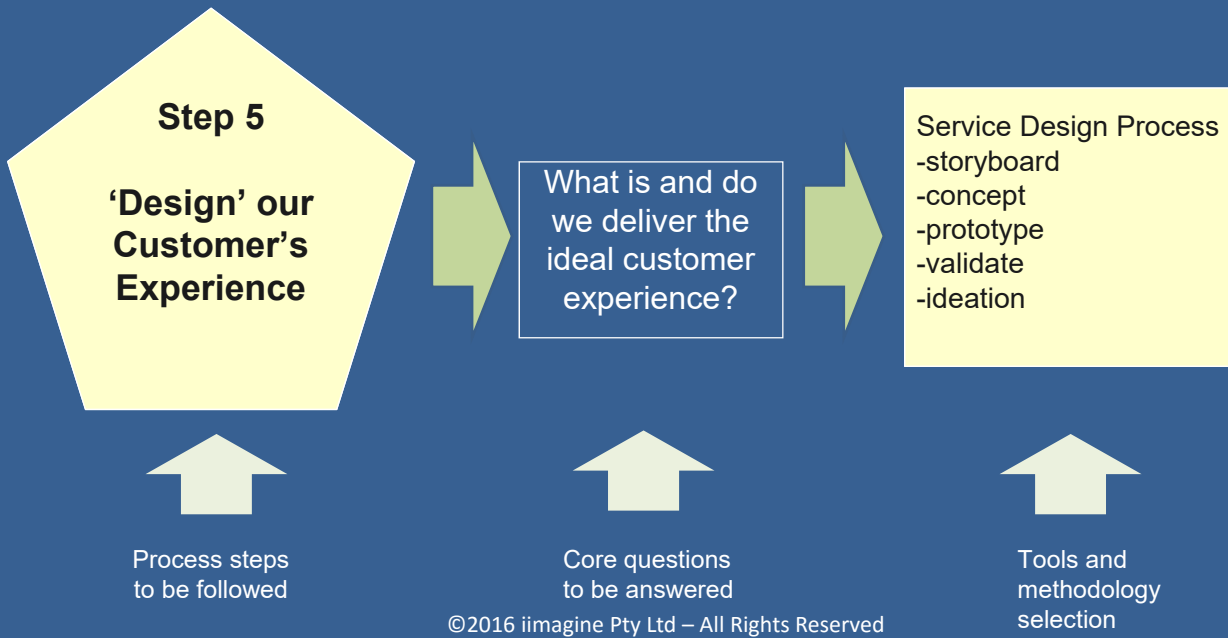 Step 5
‘Design’ our
Customer’s
Experience
What is and do
we deliver the
ideal customer
experience?
Service Design Process
-storyboard
-concept
-prototype
-validate
-ideation
Process steps
to be followed
Core questions
to be answered
Tools and
methodology
selection
©2016 iimagine Pty Ltd – All Rights Reserved